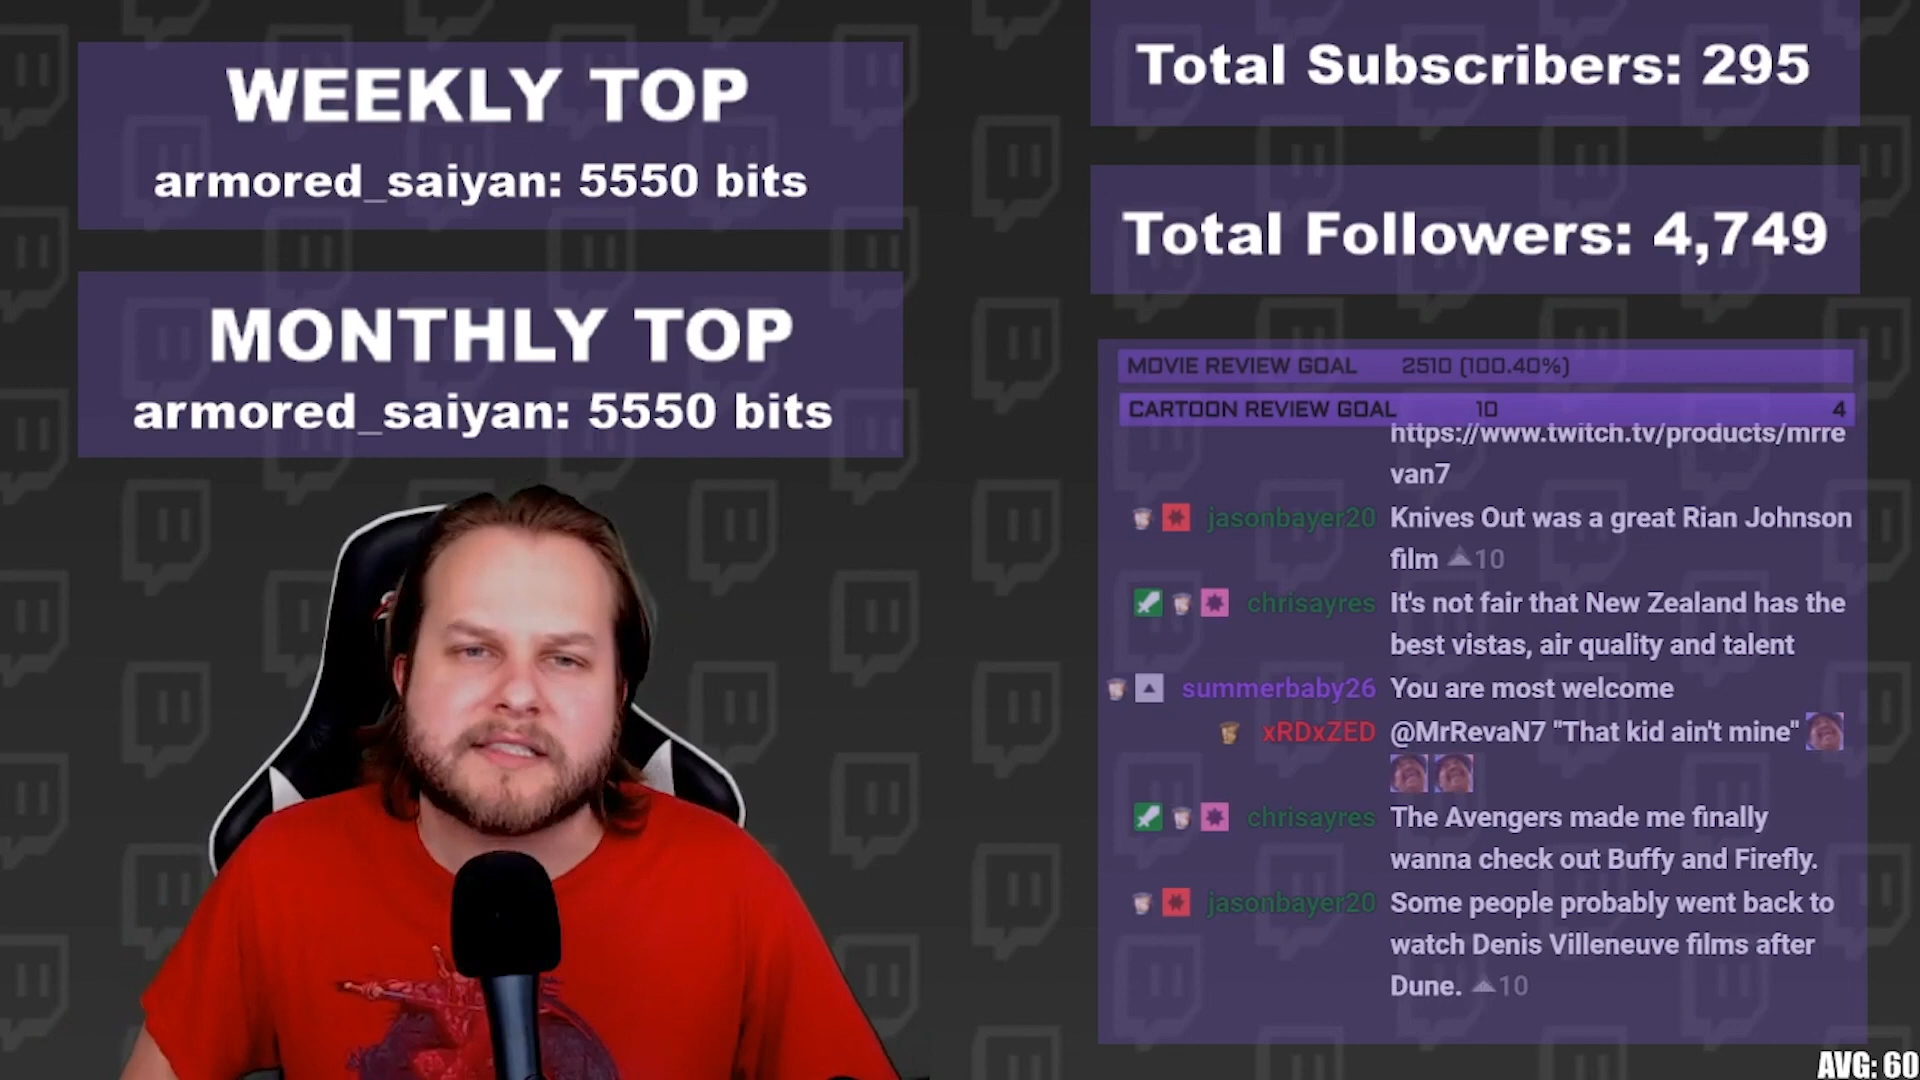 WEEKLY TOP
armored_saiyan: 5550 bits
MONTHLY TOP
armored_saiyan: 5550 bits
Total Subscribers: 295
Total Followers: 4,749
MOVIE REVIEW GOAL 2510 (100.40%)
CARTOON REVIEW GOAL 10 4
https://www.twitch.tv/products/mrre
van7
jasonbayer20 Knives Out was a great Rian Johnson
film 10
chrisayres It's not fair that New Zealand has the
best vistas, air quality and talent
summerbaby26 You are most welcome
xRDxZED @MrRevaN7 "That kid ain't mine"
chrisayres The Avengers made me finally
wanna check out Buffy and Firefly.
jasonbayer20 Some people probably went back to
watch Denis Villeneuve films after
Dune. 10
AVG: 60